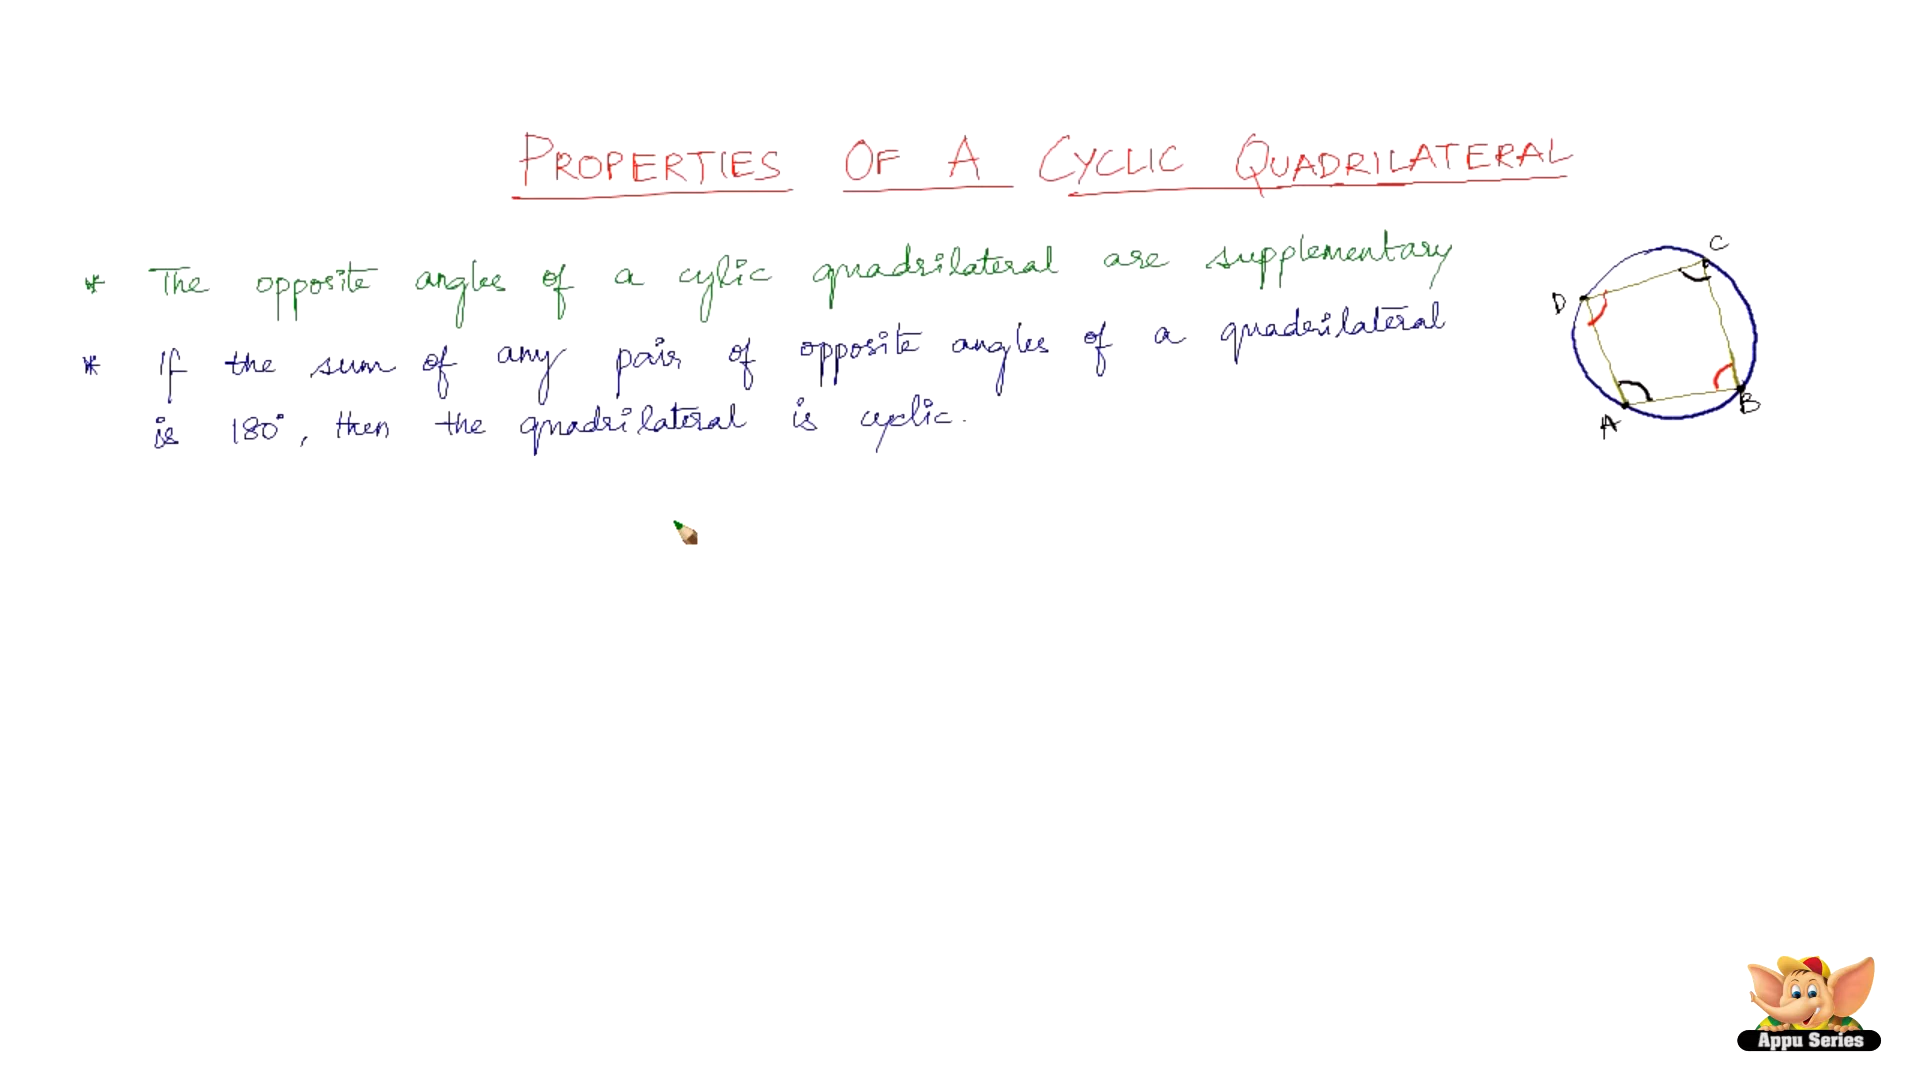 PROPERTIES OF A CYCLIC QUADRILATERAL
* The opposite angles of a cylic quadrilateral are supplementary
* If the sum of any pair of opposite angles of a quadrilateral
is 180°, then the quadrilateral is cyclic.
C
D
B
A
Appu Series